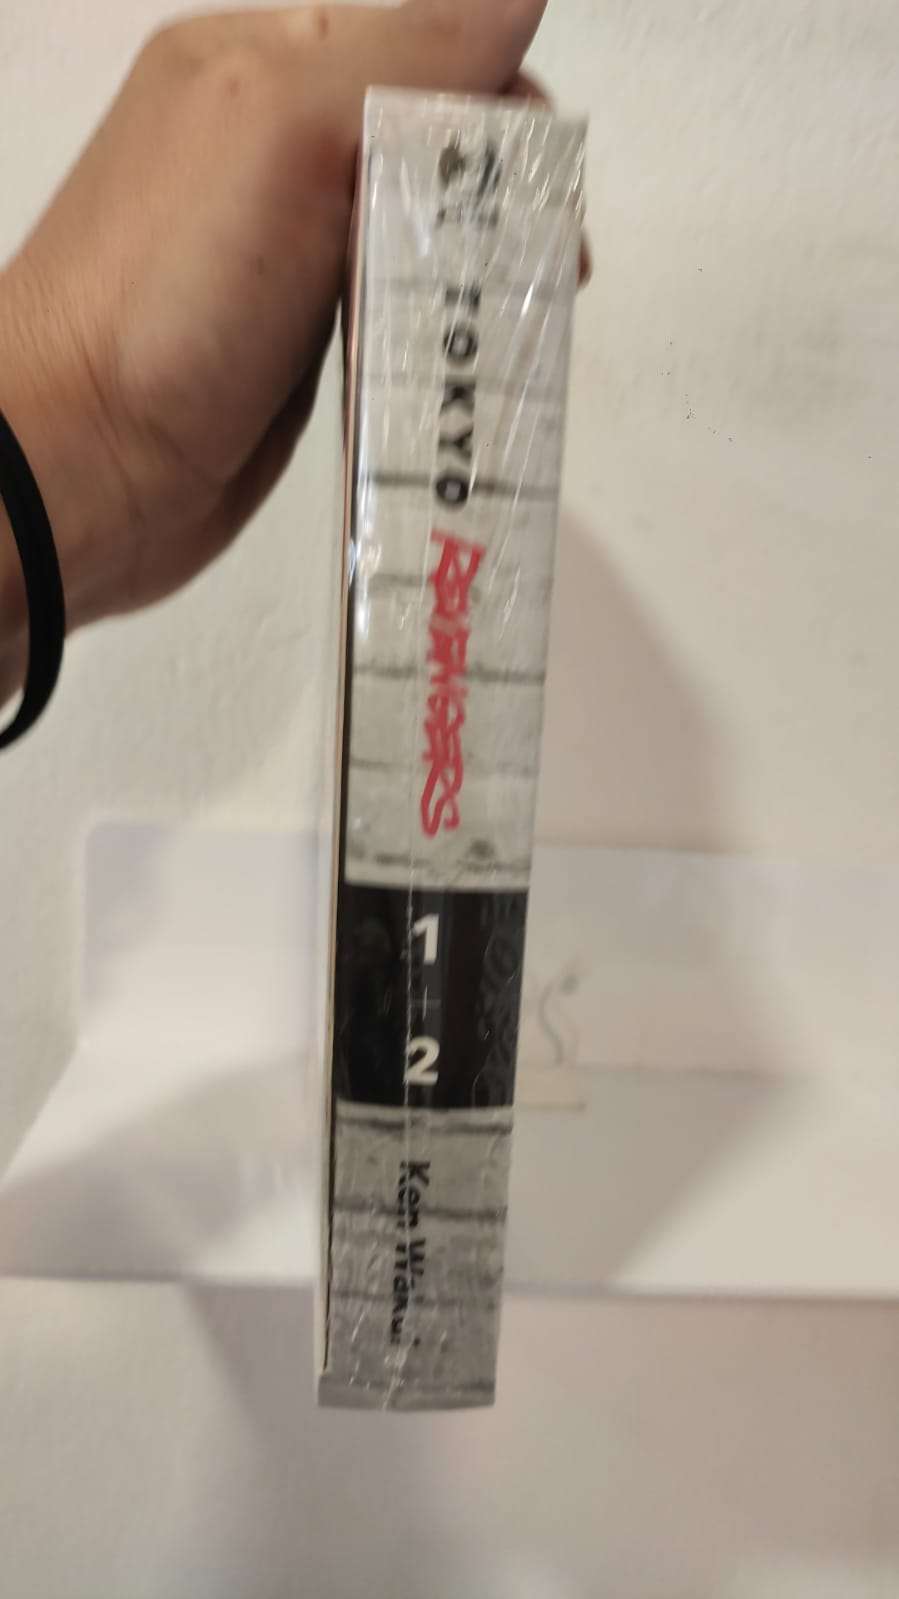 TOKYO
REVENGERS
1
2
Ken Wakui